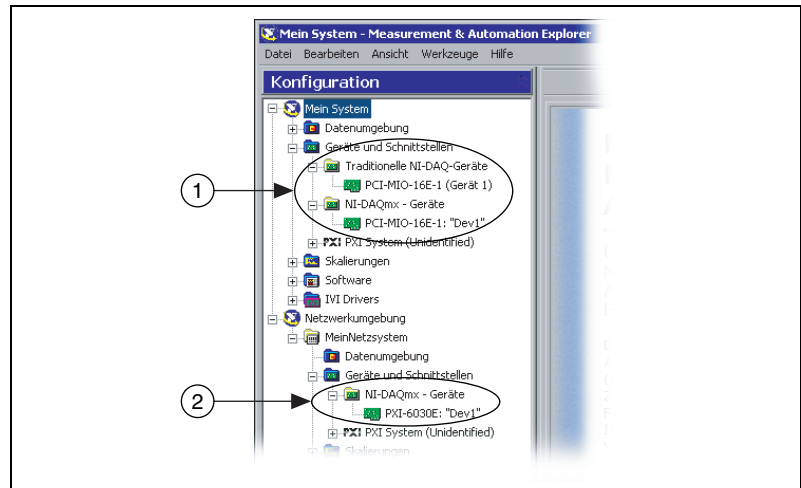 Mein System - Measurement & Automation Explorer
Datei Bearbeiten Ansicht Werkzeuge Hilfe
Konfiguration
Mein System
Datenumgebung
Geräte und Schnittstellen
Traditionelle NI-DAQ-Geräte
1
PCI-MIO-16E-1 (Gerät 1)
NI-DAQmx - Geräte
PCI-MIO-16E-1: "Dev1"
PXI PXI System (Unidentified)
Skalierungen
Software
IVI Drivers
Netzwerkumgebung
MeinNetzsystem
Datenumgebung
Geräte und Schnittstellen
NI-DAQmx - Geräte
2
PXI-6030E: "Dev1"
PXI PXI System (Unidentified)
Skalierungen